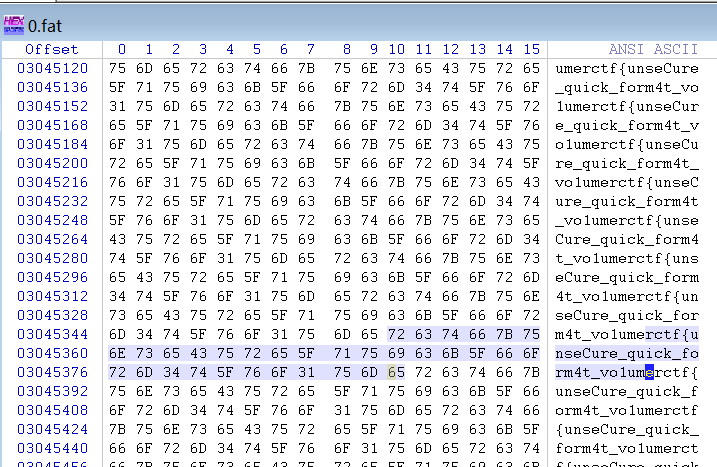 HEX
0.fat
Offset 0 1 2 3 4 5 6 7 8 9 10 11 12 13 14 15 ANSI ASCII
03045120 75 6D 65 72 63 74 66 7B 75 6E 73 65 43 75 72 65 umerctf{unseCure
03045136 5F 71 75 69 63 6B 5F 66 6F 72 6D 34 74 5F 76 6F _quick_form4t_vo
03045152 31 75 6D 65 72 63 74 66 7B 75 6E 73 65 43 75 72 1umerctf{unseCur
03045168 65 5F 71 75 69 63 6B 5F 66 6F 72 6D 34 74 5F 76 e_quick_form4t_v
03045184 6F 31 75 6D 65 72 63 74 66 7B 75 6E 73 65 43 75 o1umerctf{unseCu
03045200 72 65 5F 71 75 69 63 6B 5F 66 6F 72 6D 34 74 5F re_quick_form4t_
03045216 76 6F 31 75 6D 65 72 63 74 66 7B 75 6E 73 65 43 vo1umerctf{unseC
03045232 75 72 65 5F 71 75 69 63 6B 5F 66 6F 72 6D 34 74 ure_quick_form4t
03045248 5F 76 6F 31 75 6D 65 72 63 74 66 7B 75 6E 73 65 _vo1umerctf{unse
03045264 43 75 72 65 5F 71 75 69 63 6B 5F 66 6F 72 6D 34 Cure_quick_form4
03045280 74 5F 76 6F 31 75 6D 65 72 63 74 66 7B 75 6E 73 t_vo1umerctf{uns
03045296 65 43 75 72 65 5F 71 75 69 63 6B 5F 66 6F 72 6D eCure_quick_form
03045312 34 74 5F 76 6F 31 75 6D 65 72 63 74 66 7B 75 6E 4t_vo1umerctf{un
03045328 73 65 43 75 72 65 5F 71 75 69 63 6B 5F 66 6F 72 seCure_quick_for
03045344 6D 34 74 5F 76 6F 31 75 6D 65 72 63 74 66 7B 75 m4t_vo1umerctf{u
03045360 6E 73 65 43 75 72 65 5F 71 75 69 63 6B 5F 66 6F nseCure_quick_fo
03045376 72 6D 34 74 5F 76 6F 31 75 6D 65 72 63 74 66 7B rm4t_vo1umerctf{
03045392 75 6E 73 65 43 75 72 65 5F 71 75 69 63 6B 5F 66 unseCure_quick_f
03045408 6F 72 6D 34 74 5F 76 6F 31 75 6D 65 72 63 74 66 orm4t_vo1umerctf
03045424 7B 75 6E 73 65 43 75 72 65 5F 71 75 69 63 6B 5F {unseCure_quick_
03045440 66 6F 72 6D 34 74 5F 76 6F 31 75 6D 65 72 63 74 form4t_vo1umerct